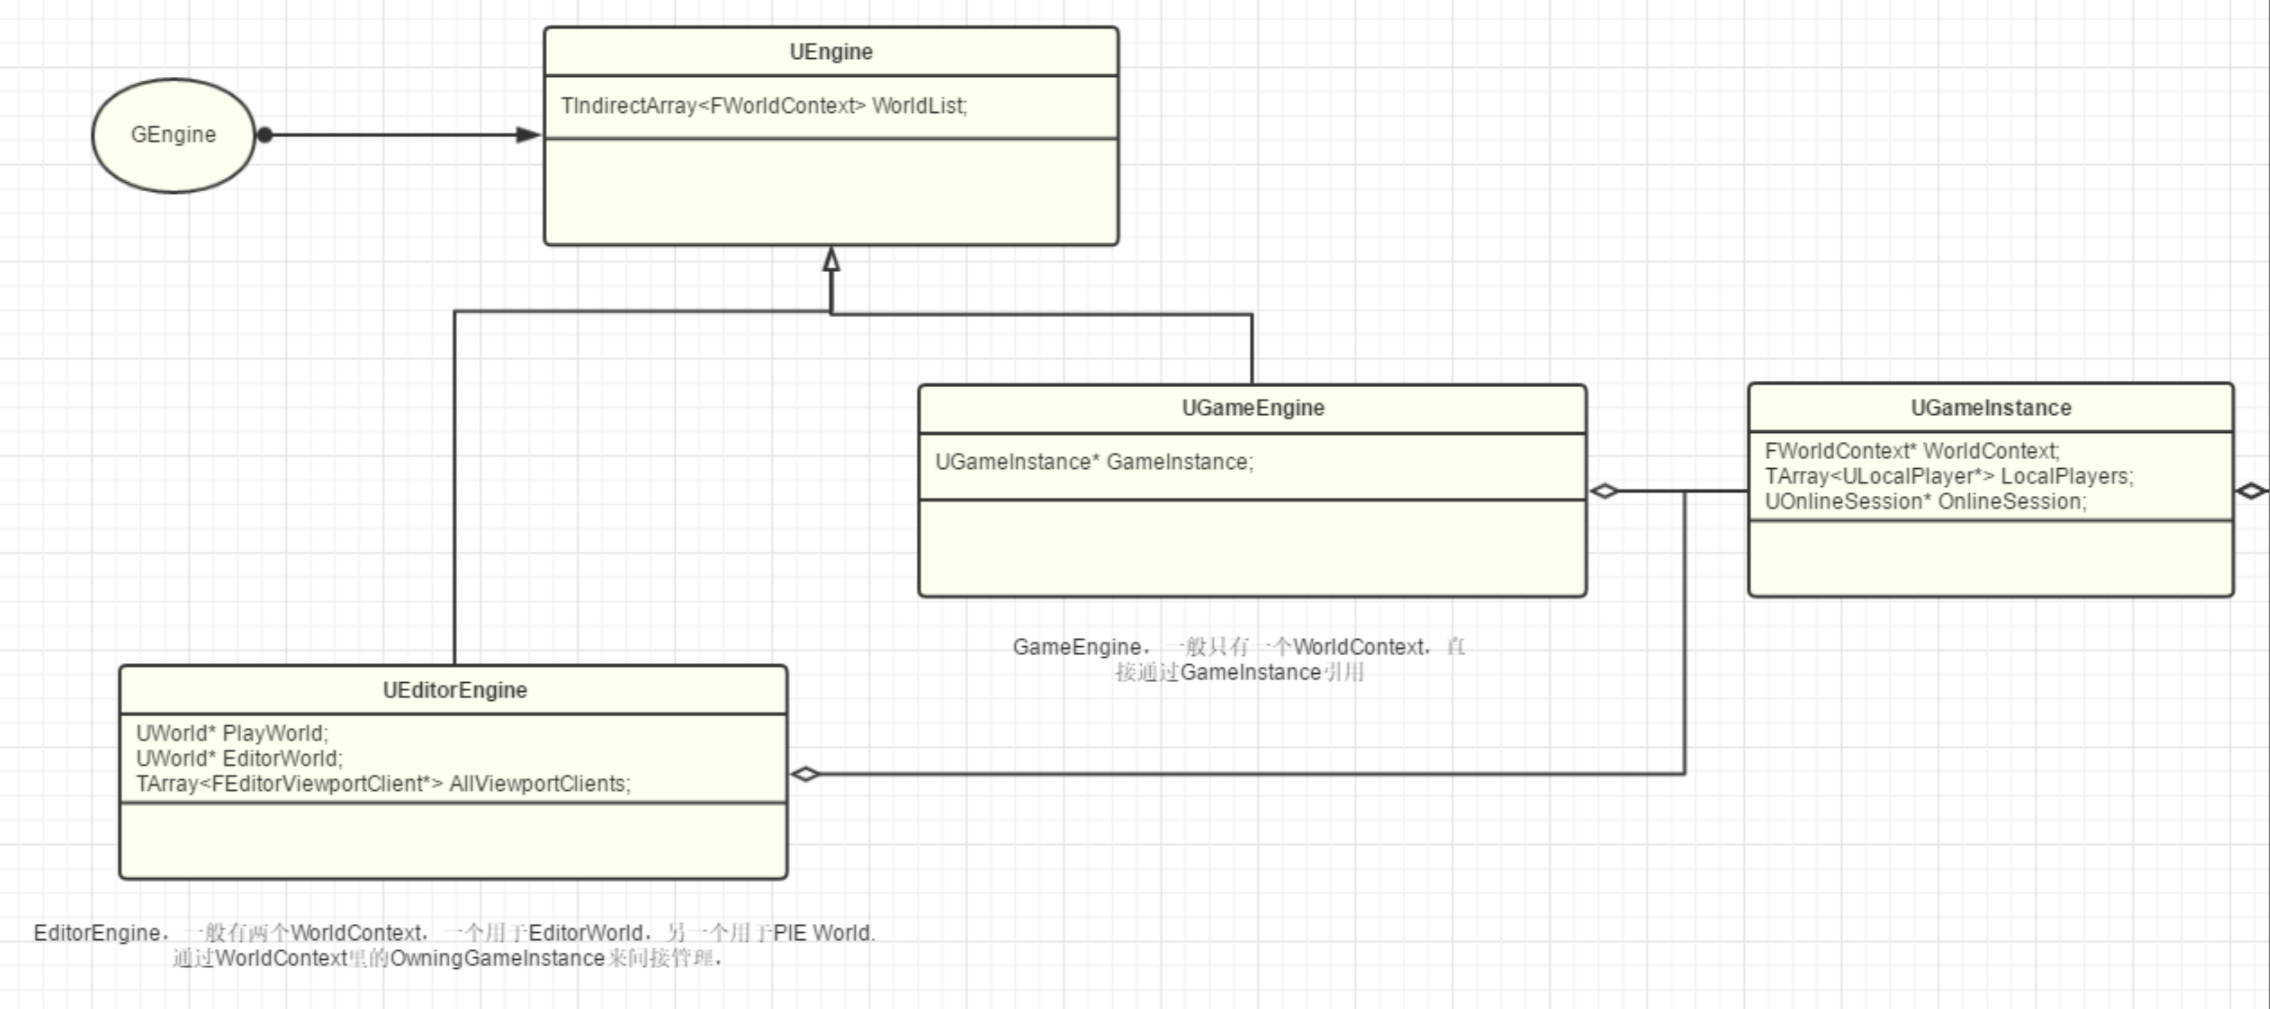 UEngine
TIndirectArray<FWorldContext> WorldList;
GEngine
UGameEngine
UGameInstance* GameInstance;
UGameInstance
FWorldContext* WorldContext;
TArray<ULocalPlayer*> LocalPlayers;
UOnlineSession* OnlineSession;
GameEngine，一般只有一个WorldContext，直
接通过GameInstance引用
UEditorEngine
UWorld* PlayWorld;
UWorld* EditorWorld;
TArray<FEditorViewportClient*> AllViewportClients;
EditorEngine，一般有两个WorldContext，一个用于EditorWorld，另一个用于PIE World.
通过WorldContext里的OwningGameInstance来间接管理，